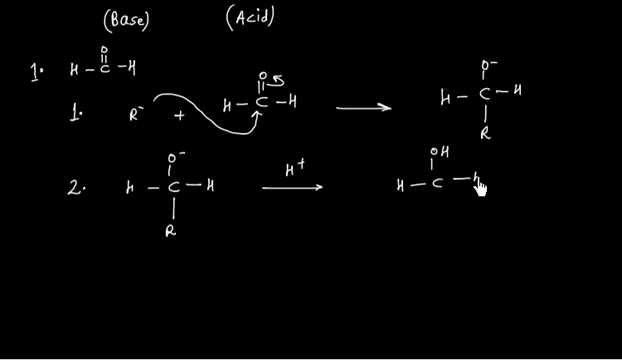 (Base) (Acid)
O
1. H - C - H
O
1. R⁻ + H - C - H
O⁻
H - C - H
R
O⁻
2. H - C - H
R
H⁺
OH
H - C - H